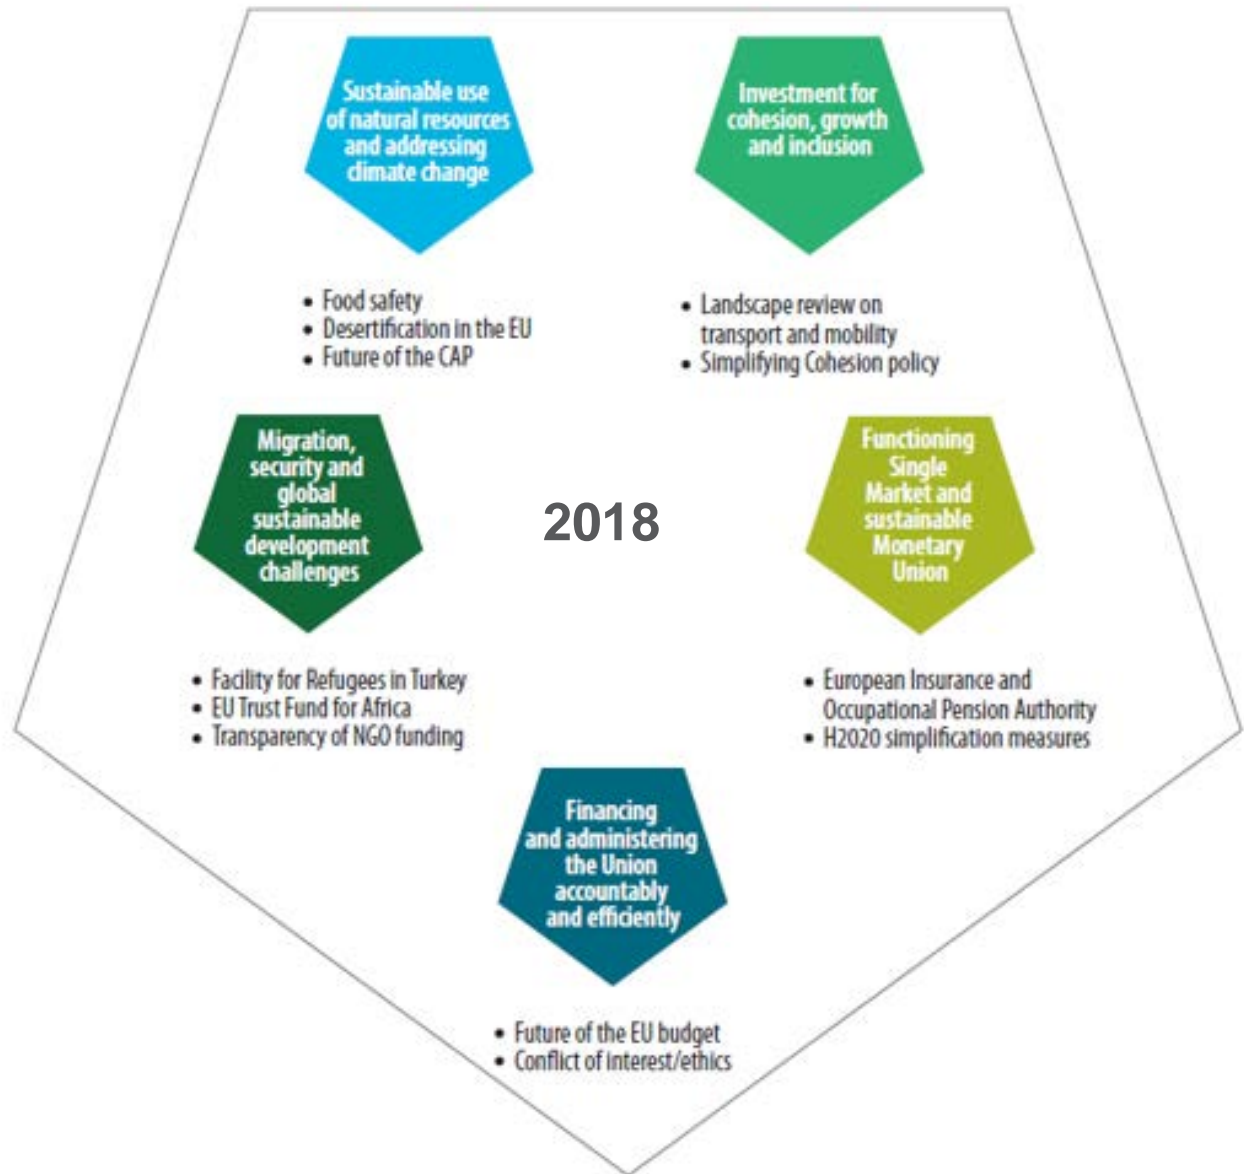 Sustainable use
of natural resources
and addressing
climate change
Investment for
cohesion, growth
and inclusion
• Food safety
• Desertification in the EU
• Future of the CAP
• Landscape review on
transport and mobility
• Simplifying Cohesion policy
Migration,
security and
global
sustainable
development
challenges
2018
Functioning
Single
Market and
sustainable
Monetary
Union
• Facility for Refugees in Turkey
• EU Trust Fund for Africa
• Transparency of NGO funding
• European Insurance and
Occupational Pension Authority
• H2020 simplification measures
Financing
and administering
the Union
accountably
and efficiently
• Future of the EU budget
• Conflict of interest/ethics